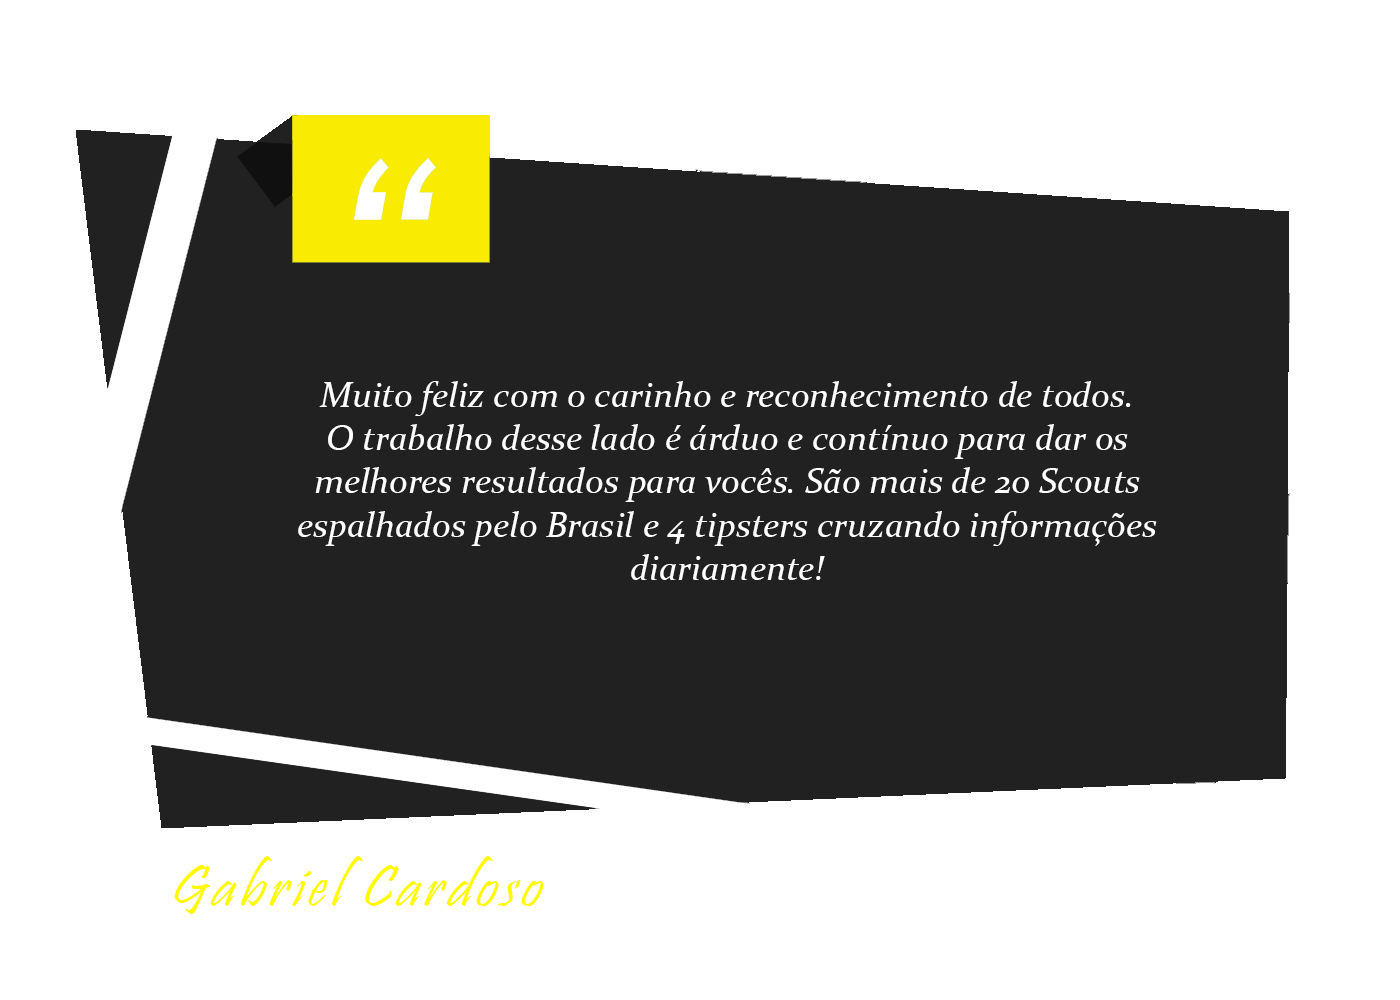 “
Muito feliz com o carinho e reconhecimento de todos.
O trabalho desse lado é árduo e contínuo para dar os
melhores resultados para vocês. São mais de 20 Scouts
espalhados pelo Brasil e 4 tipsters cruzando informações
diariamente!
Gabriel Cardoso